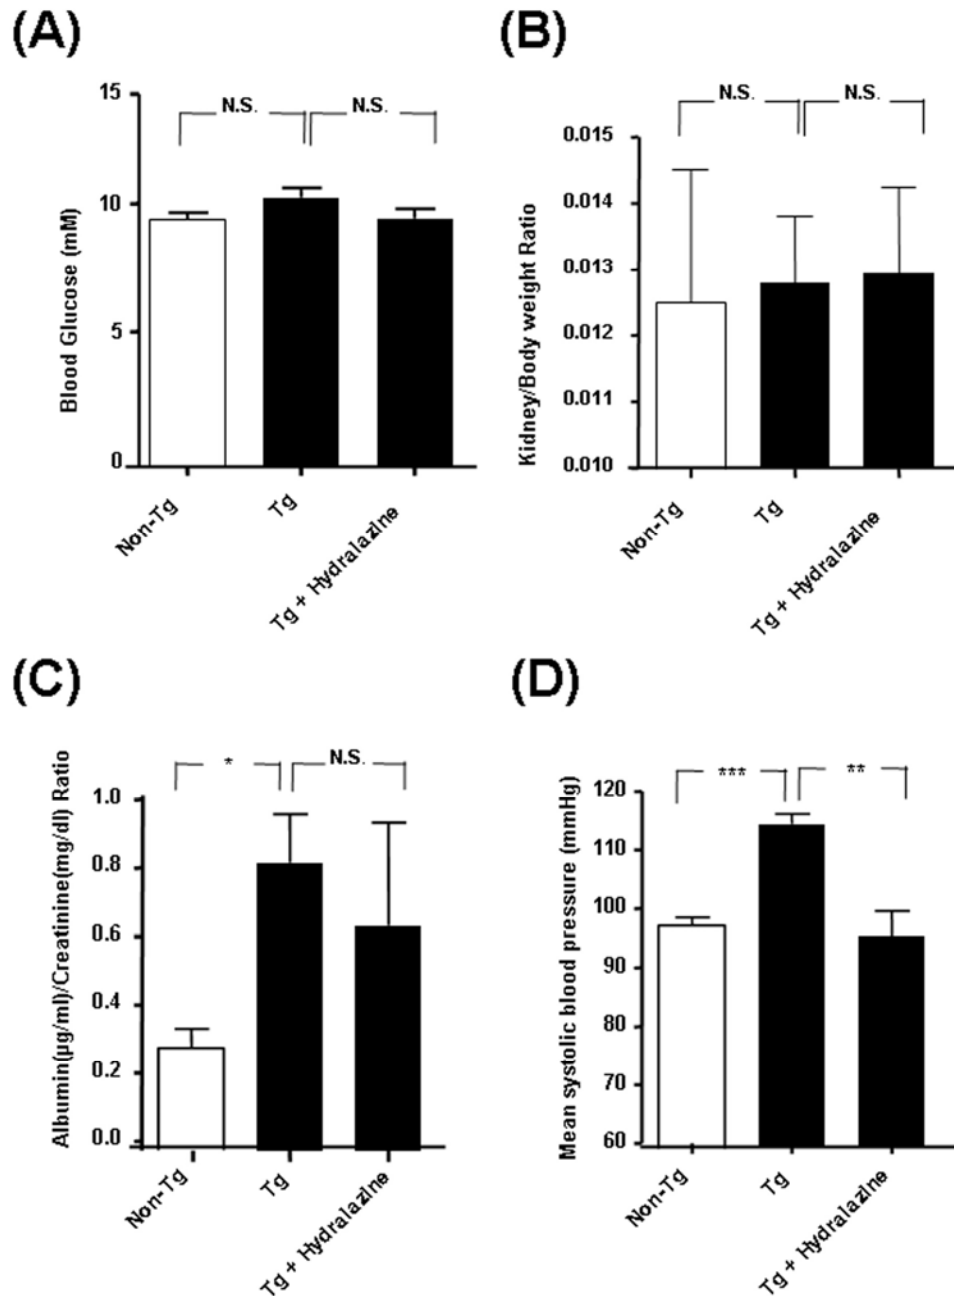 (A)
Blood Glucose (mM)
15
10
5
0
N.S.
N.S.
Non-Tg
Tg
Tg + Hydralazine
(B)
Kidney/Body weight Ratio
0.015
0.014
0.013
0.012
0.011
0.010
N.S.
N.S.
Non-Tg
Tg
Tg + Hydralazine
(C)
Albumin(µg/ml)/Creatinine(mg/dl) Ratio
1.0
0.8
0.6
0.4
0.2
0.0
*
N.S.
Non-Tg
Tg
Tg + Hydralazine
(D)
Mean systolic blood pressure (mmHg)
120
110
100
90
80
70
60
***
**
Non-Tg
Tg
Tg + Hydralazine